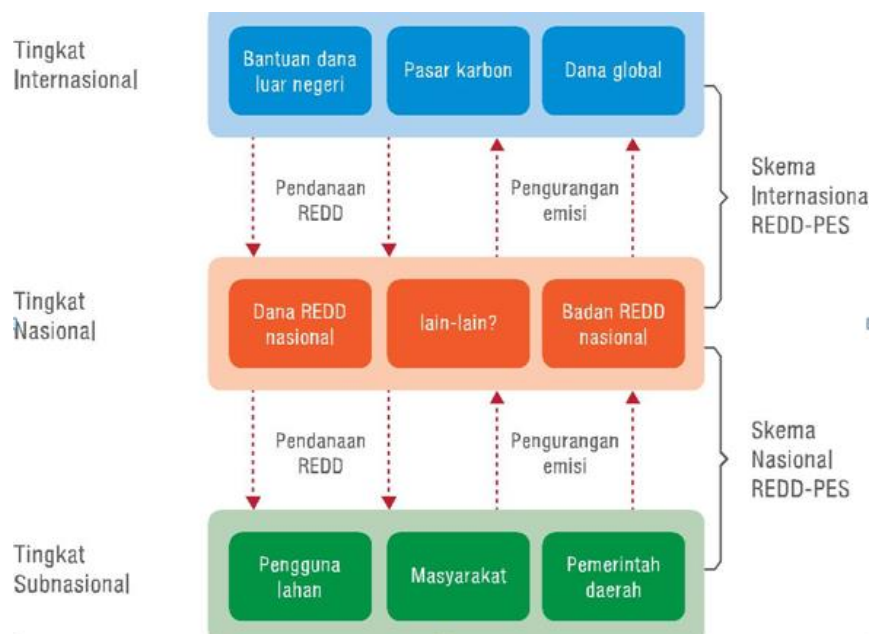 Tingkat
Internasional
Bantuan dana
luar negeri
Pasar karbon
Dana global
Pendanaan
REDD
Pengurangan
emisi
Skema
Internasiona
REDD-PES
Tingkat
Nasional
Dana REDD
nasional
lain-lain?
Badan REDD
nasional
Pendanaan
REDD
Pengurangan
emisi
Skema
Nasional
REDD-PES
Tingkat
Subnasional
Pengguna
lahan
Masyarakat
Pemerintah
daerah